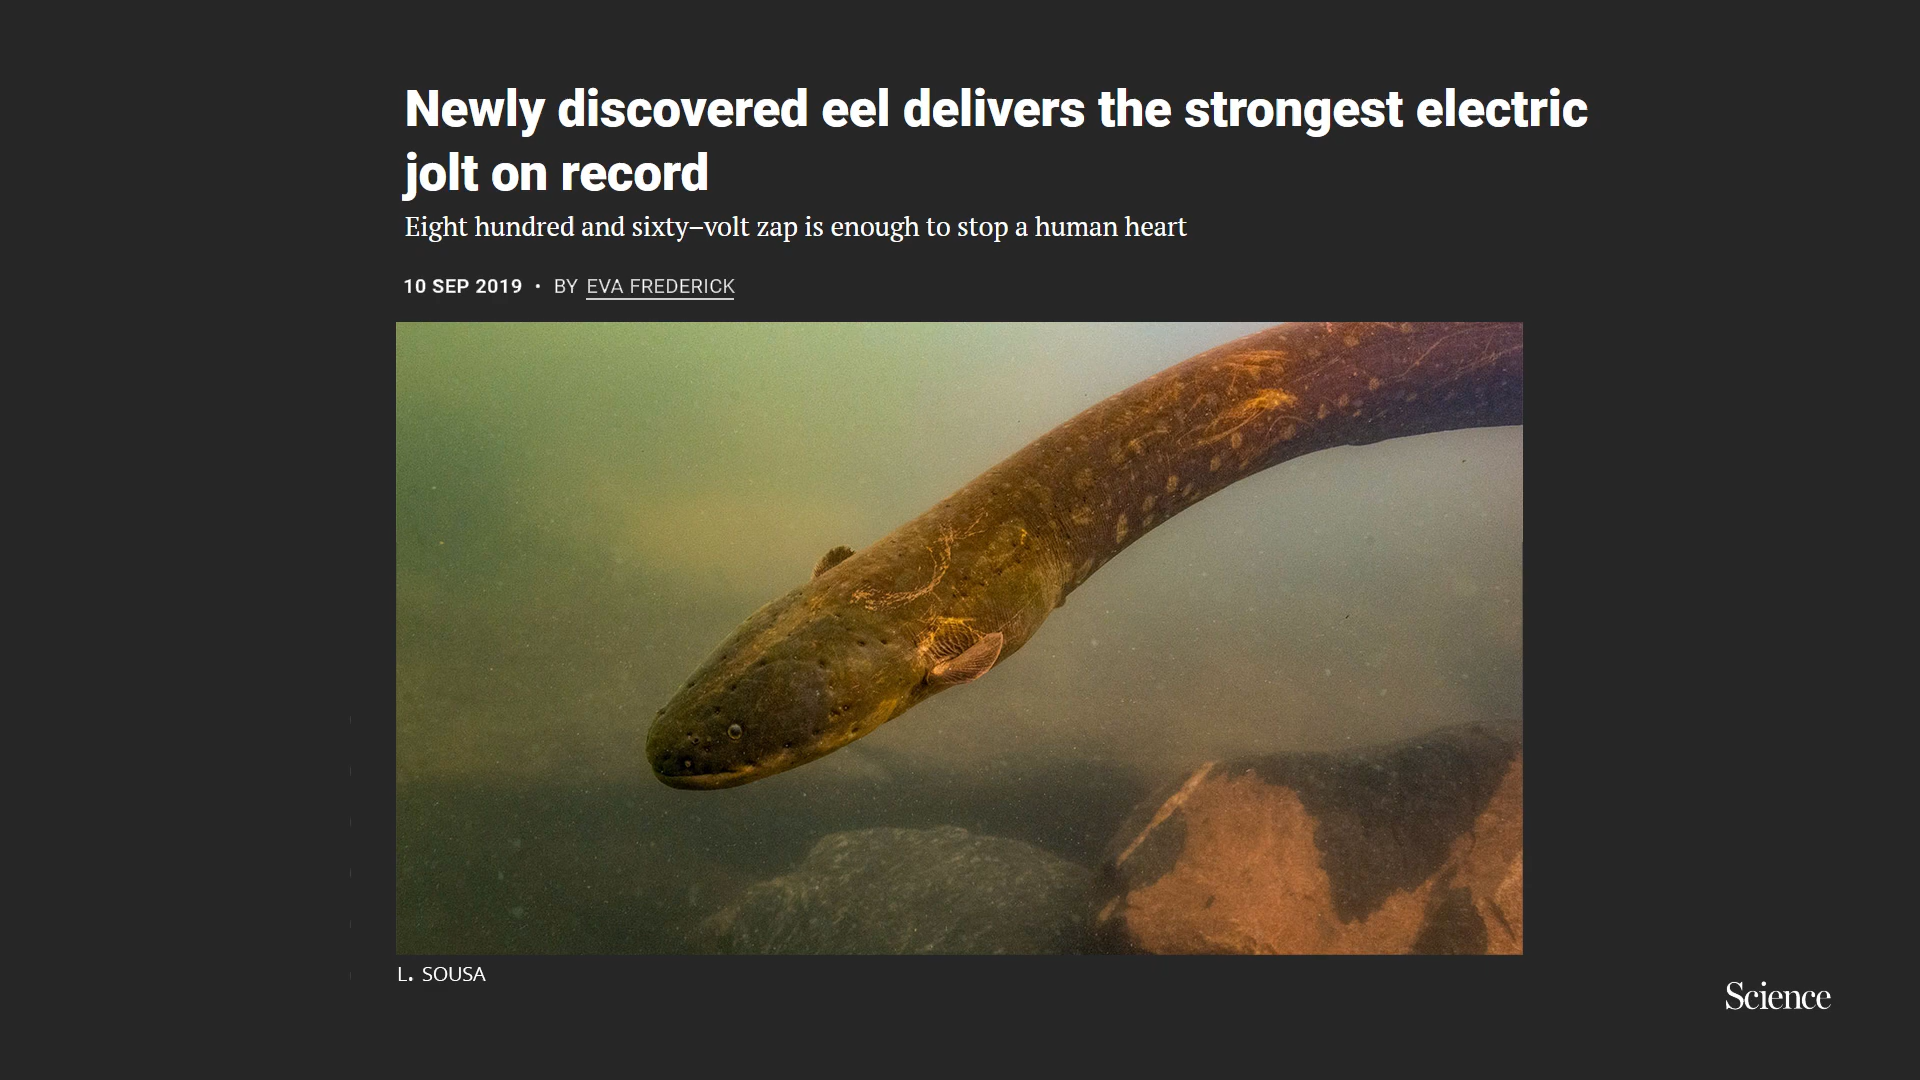 Newly discovered eel delivers the strongest electric
jolt on record
Eight hundred and sixty–volt zap is enough to stop a human heart
10 SEP 2019 • BY EVA FREDERICK
L. SOUSA
Science